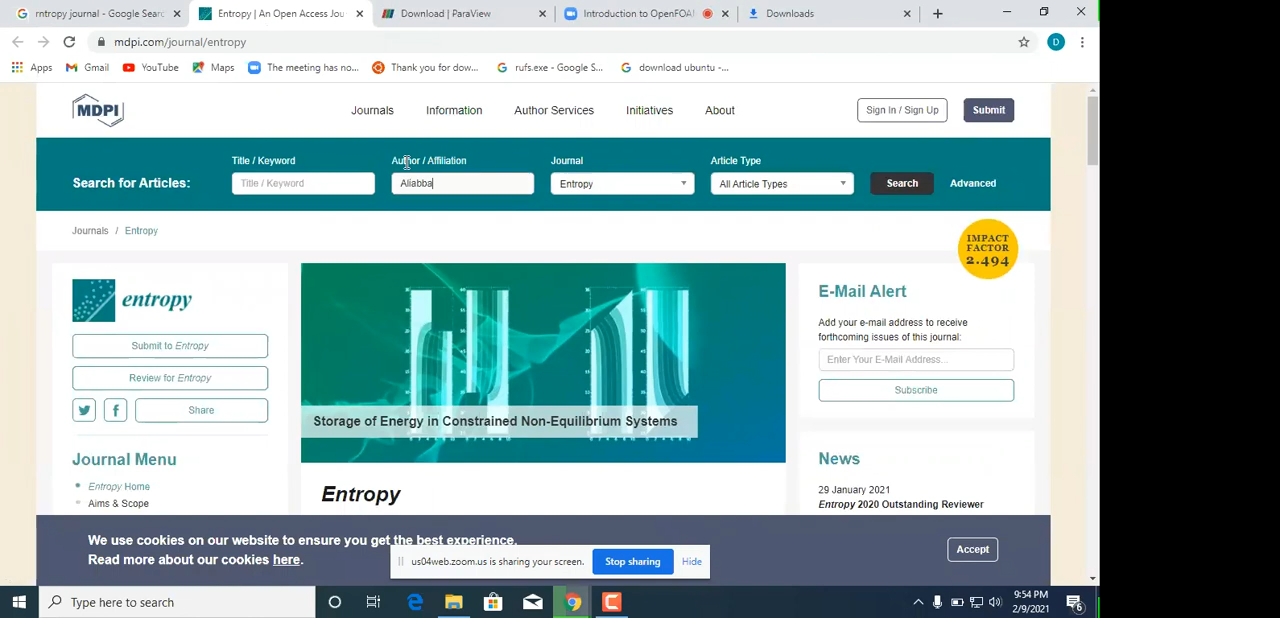 rntropy journal - Google Sear
Entropy | An Open Access Jou
Download | ParaView
Introduction to OpenFOA
Downloads
mdpi.com/journal/entropy
D
Apps
Gmail
YouTube
Maps
The meeting has no...
Thank you for dow...
rufs.exe - Google S...
download ubuntu -...
MDPI
Journals
Information
Author Services
Initiatives
About
Sign In / Sign Up
Submit
Title / Keyword
Author / Affiliation
Journal
Article Type
Search for Articles:
Title / Keyword
Aliabba
Entropy
All Article Types
Search
Advanced
Journals / Entropy
IMPACT
FACTOR
2.494
entropy
Submit to Entropy
Review for Entropy
Share
Journal Menu
Entropy Home
Aims & Scope
Storage of Energy in Constrained Non-Equilibrium Systems
Entropy
E-Mail Alert
Add your e-mail address to receive
forthcoming issues of this journal:
Enter Your E-Mail Address...
Subscribe
News
29 January 2021
Entropy 2020 Outstanding Reviewer
We use cookies on our website to ensure you get the best experience.
Read more about our cookies here.
Accept
us04web.zoom.us is sharing your screen.
Stop sharing
Hide
Type here to search
9:54 PM
2/9/2021
6